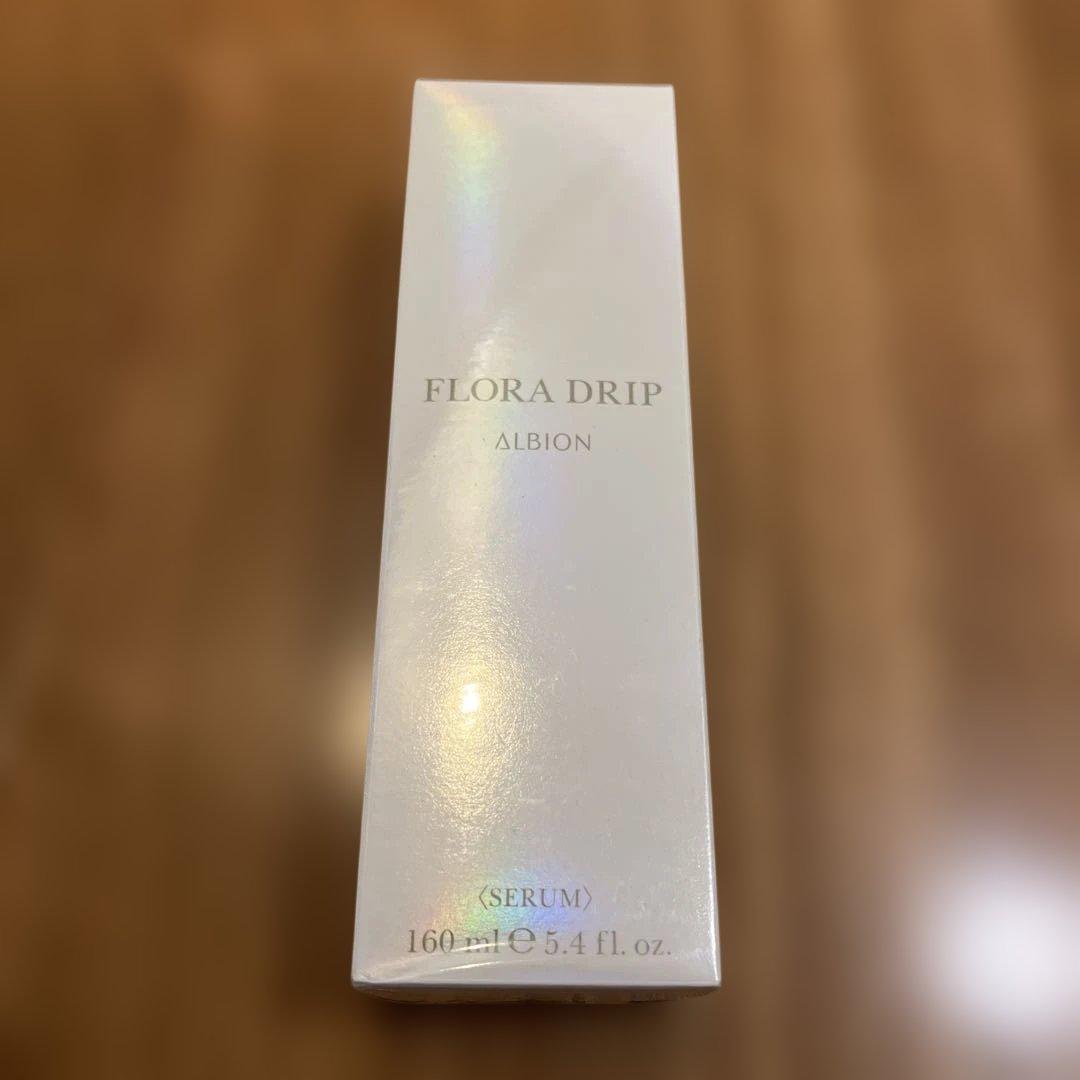 FLORA DRIP
ALBION
〈SERUM〉
160 ml ℮ 5.4 fl. oz.